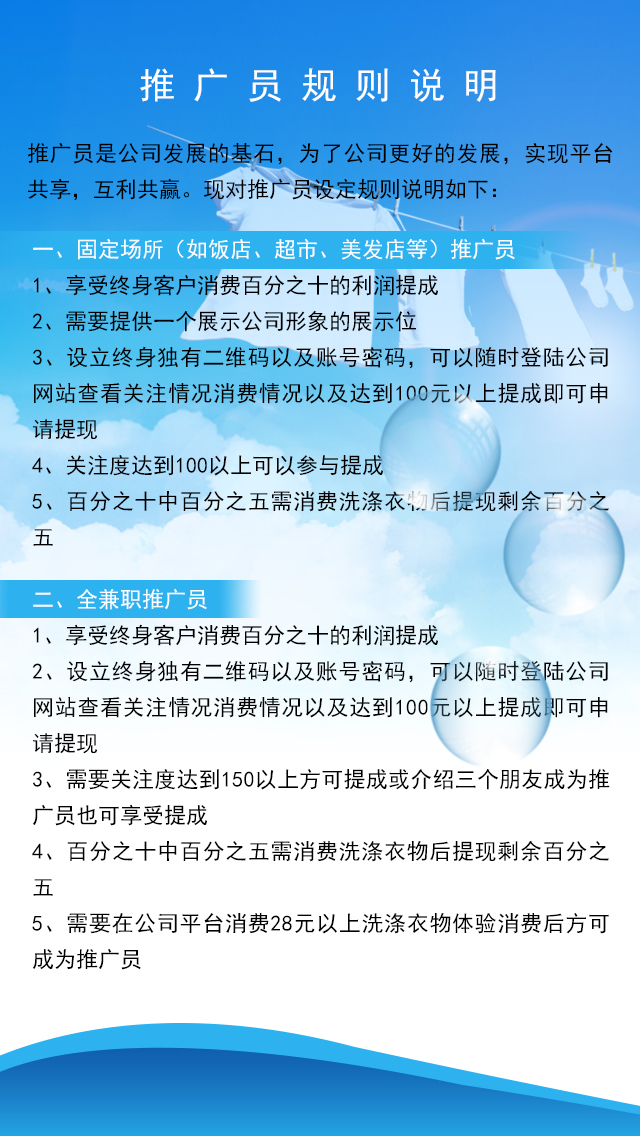 推广员规则说明
推广员是公司发展的基石，为了公司更好的发展，实现平台
共享，互利共赢。现对推广员设定规则说明如下：
一、固定场所（如饭店、超市、美发店等）推广员
1、享受终身客户消费百分之十的利润提成
2、需要提供一个展示公司形象的展示位
3、设立终身独有二维码以及账号密码，可以随时登陆公司
网站查看关注情况消费情况以及达到100元以上提成即可申
请提现
4、关注度达到100以上可以参与提成
5、百分之十中百分之五需消费洗涤衣物后提现剩余百分之
五
二、全兼职推广员
1、享受终身客户消费百分之十的利润提成
2、设立终身独有二维码以及账号密码，可以随时登陆公司
网站查看关注情况消费情况以及达到100元以上提成即可申
请提现
3、需要关注度达到150以上方可提成或介绍三个朋友成为推
广员也可享受提成
4、百分之十中百分之五需消费洗涤衣物后提现剩余百分之
五
5、需要在公司平台消费28元以上洗涤衣物体验消费后方可
成为推广员